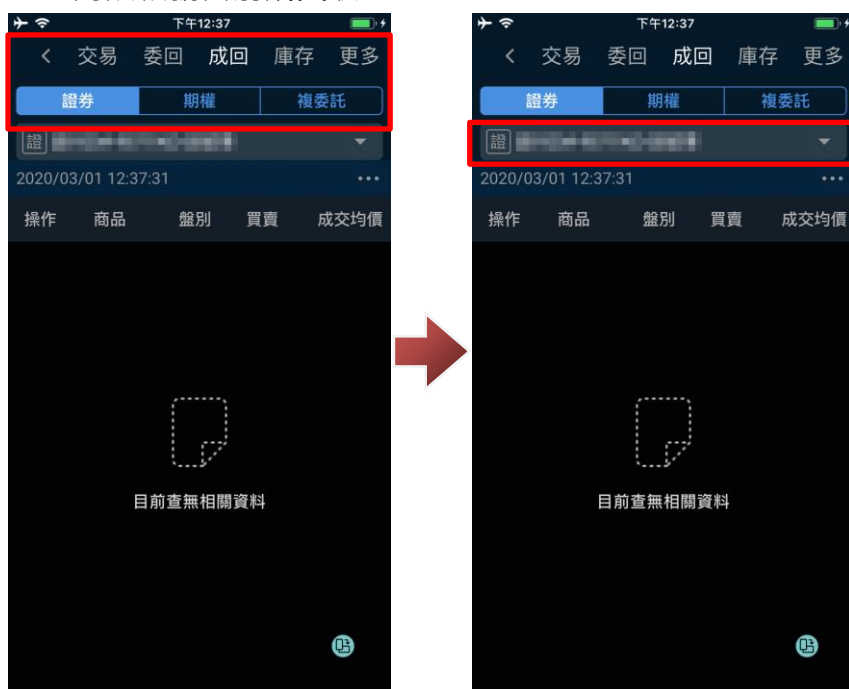 下午12:37
交易 委回 成回 庫存 更多
證券 期權 複委託
證
2020/03/01 12:37:31
操作 商品 盤別 買賣 成交均價
目前查無相關資料
下午12:37
交易 委回 成回 庫存 更多
證券 期權 複委託
證
2020/03/01 12:37:31
操作 商品 盤別 買賣 成交均價
目前查無相關資料